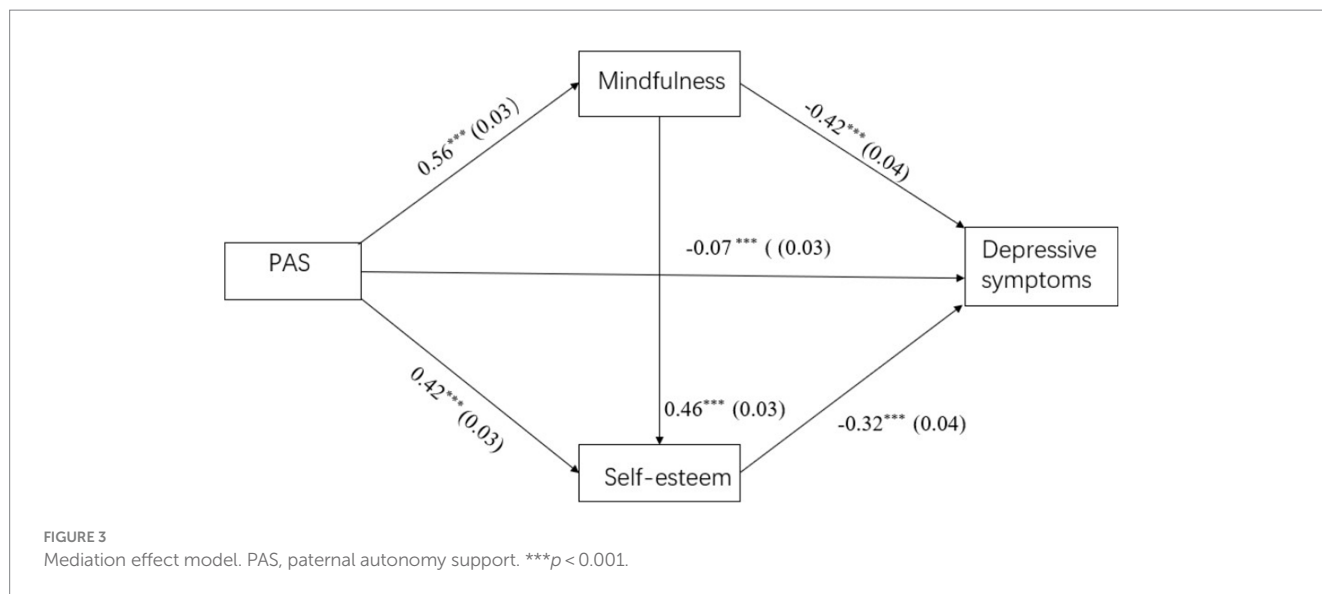 Mindfulness
0.56*** (0.03)
-0.42***
(0.04)
PAS
-0.07 *** ( (0.03)
Depressive
symptoms
0.42***
(0.03)
0.46*** (0.03)
-0.32*** (0.04)
Self-esteem
FIGURE 3
Mediation effect model. PAS, paternal autonomy support. ***p < 0.001.